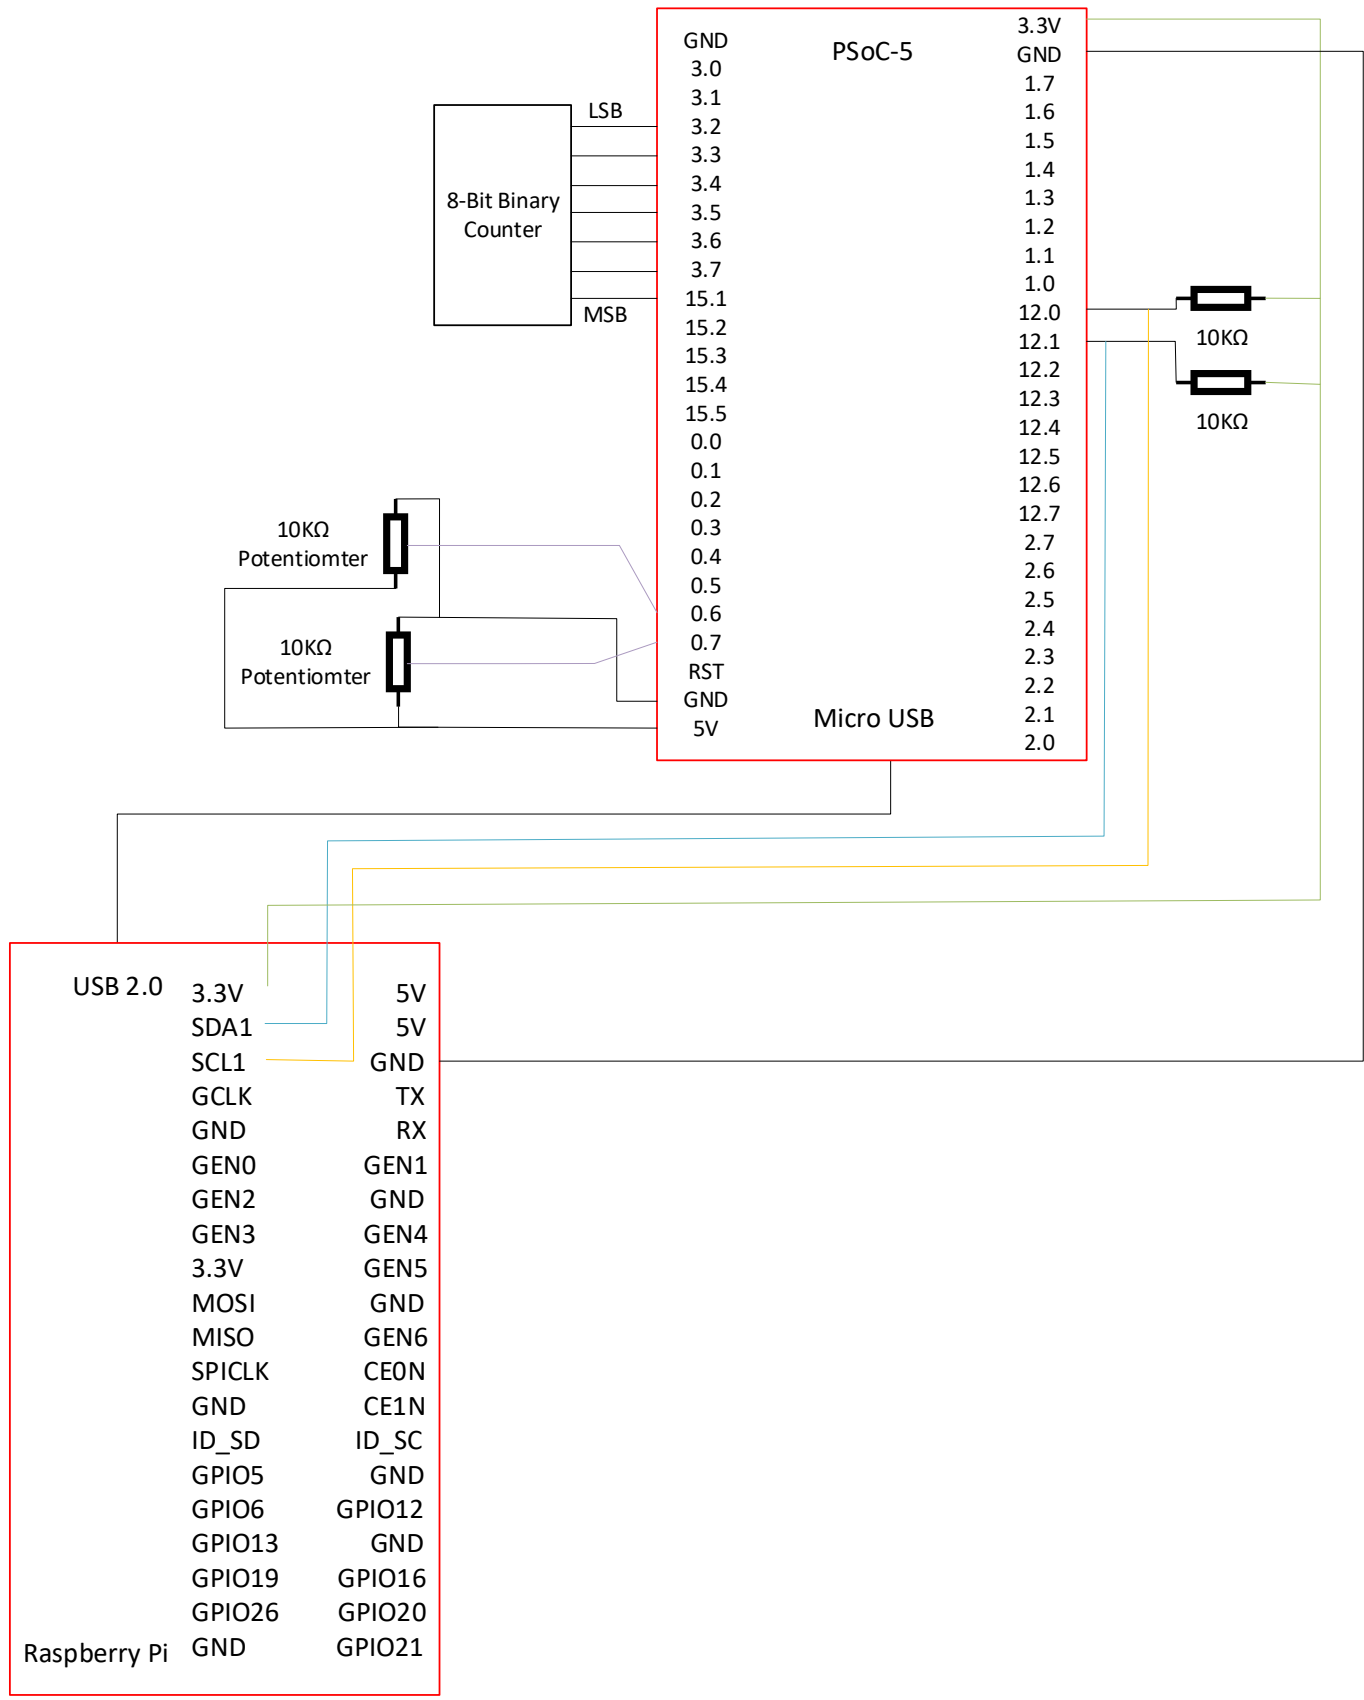 PSoC-5
GND
3.0
3.1
3.2
3.3
3.4
3.5
3.6
3.7
15.1
15.2
15.3
15.4
15.5
0.0
0.1
0.2
0.3
0.4
0.5
0.6
0.7
RST
GND
5V
3.3V
GND
1.7
1.6
1.5
1.4
1.3
1.2
1.1
1.0
12.0
12.1
12.2
12.3
12.4
12.5
12.6
12.7
2.7
2.6
2.5
2.4
2.3
2.2
2.1
2.0
Micro USB
LSB
8-Bit Binary
Counter
MSB
10KΩ
10KΩ
10KΩ
Potentiomter
10KΩ
Potentiomter
USB 2.0
3.3V
SDA1
SCL1
GCLK
GND
GEN0
GEN2
GEN3
3.3V
MOSI
MISO
SPICLK
GND
ID_SD
GPIO5
GPIO6
GPIO13
GPIO19
GPIO26
GND
5V
5V
GND
TX
RX
GEN1
GND
GEN4
GEN5
GND
GEN6
CE0N
CE1N
ID_SC
GND
GPIO12
GND
GPIO16
GPIO20
GPIO21
Raspberry Pi